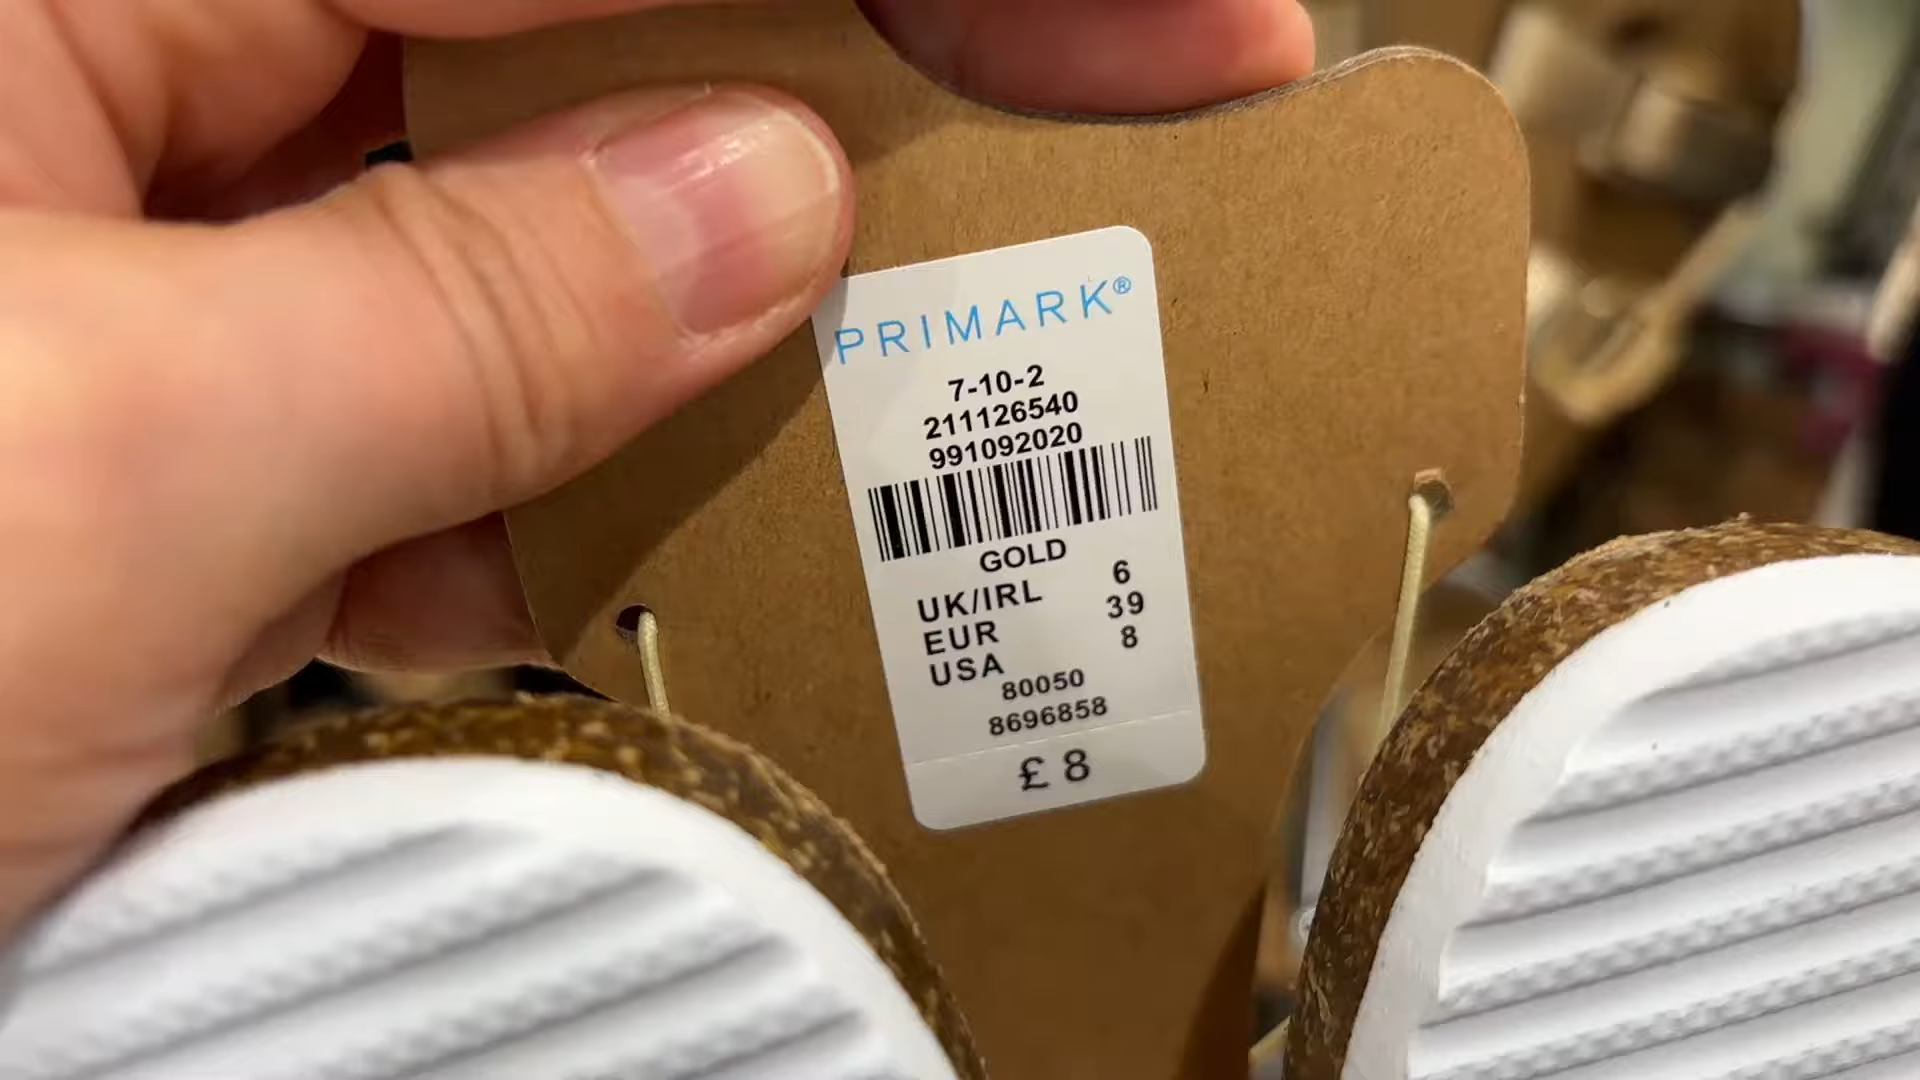 PRIMARK®
7-10-2
211126540
991092020
GOLD
UK/IRL 6
EUR 39
USA 8
80050
8696858
£8